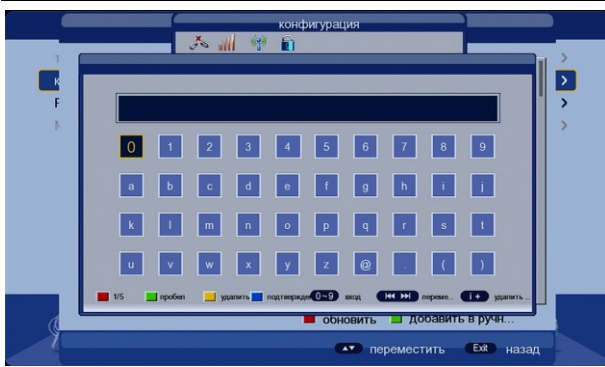 конфигурация
0 1 2 3 4 5 6 7 8 9
a b c d e f g h i j
k l m n o p q r s t
u v w x y z @ . ( )
1/5 пробел удалить подтвержде 0~9 вход переме... i+ удалить ...
обновить добавить в ручн...
переместить Exit назад